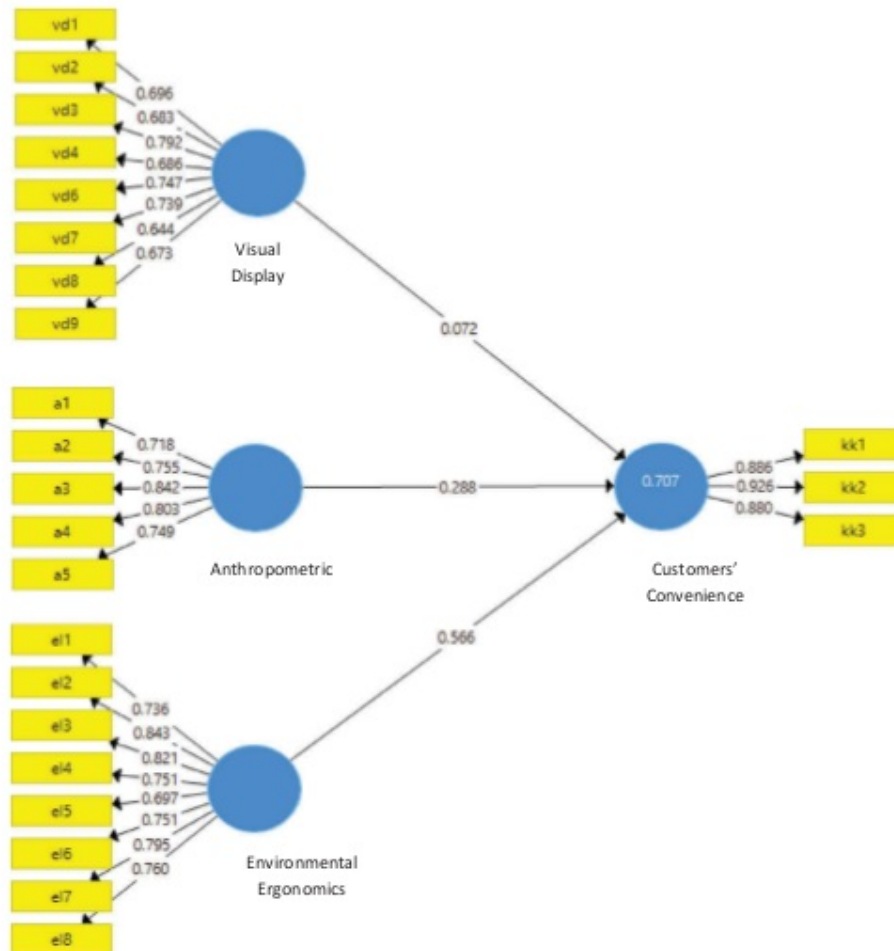 vd1
vd2
vd3
vd4
vd6
vd7
vd8
vd9
0.696
0.683
0.792
0.686
0.747
0.739
0.644
0.673
Visual
Display
0.072
a1
a2
a3
a4
a5
0.718
0.755
0.842
0.803
0.749
Anthropometric
0.288
0.707
Customers'
Convenience
0.886
0.926
0.880
kk1
kk2
kk3
el1
el2
el3
el4
el5
el6
el7
el8
0.736
0.843
0.821
0.751
0.697
0.751
0.795
0.760
Environmental
Ergonomics
0.566